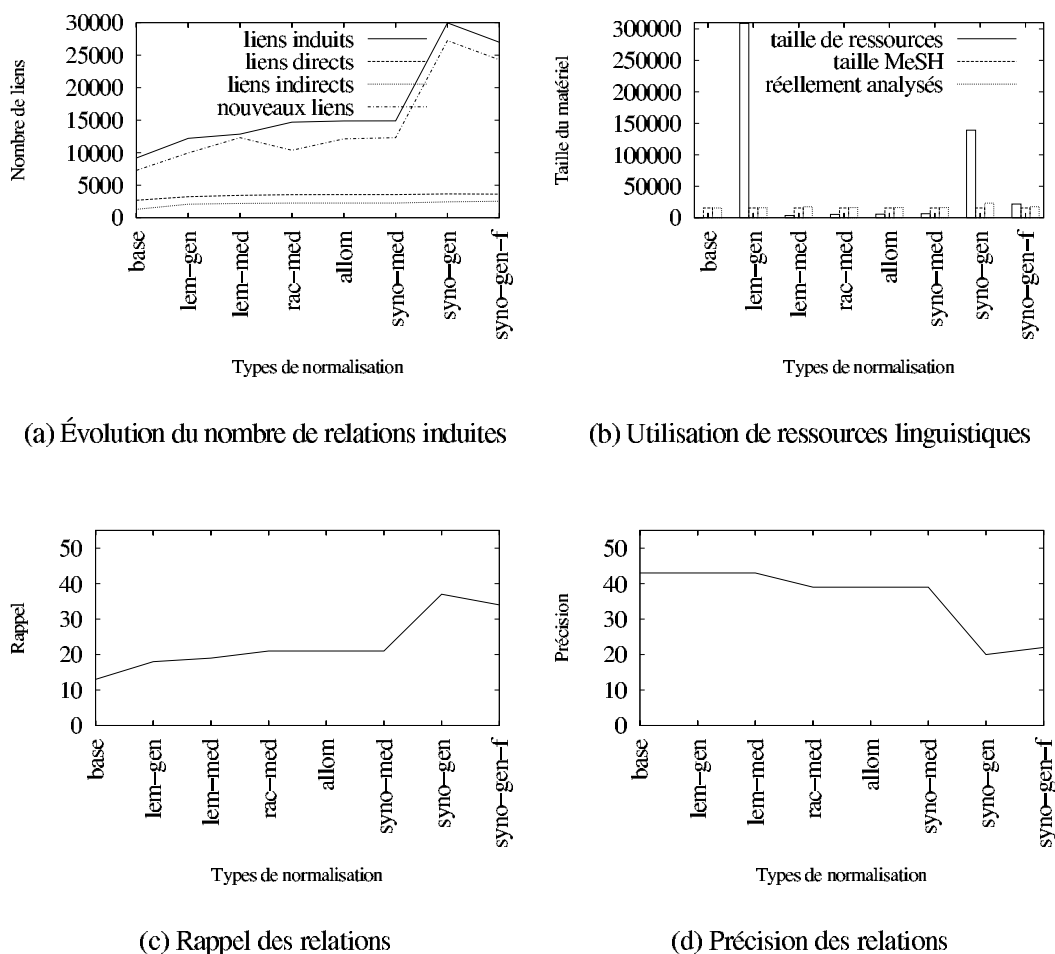 Nombre de liens
30000
25000
20000
15000
10000
5000
0
liens induits
liens directs
liens indirects
nouveaux liens
base
lem-gen
lem-med
rac-med
allom
syno-med
syno-gen
syno-gen-f
Types de normalisation
(a) Évolution du nombre de relations induites
Taille du matériel
300000
250000
200000
150000
100000
50000
0
taille de ressources
taille MeSH
réellement analysés
base
lem-gen
lem-med
rac-med
allom
syno-med
syno-gen
syno-gen-f
Types de normalisation
(b) Utilisation de ressources linguistiques
Rappel
50
40
30
20
10
0
base
lem-gen
lem-med
rac-med
allom
syno-med
syno-gen
syno-gen-f
Types de normalisation
(c) Rappel des relations
Précision
50
40
30
20
10
0
base
lem-gen
lem-med
rac-med
allom
syno-med
syno-gen
syno-gen-f
Types de normalisation
(d) Précision des relations